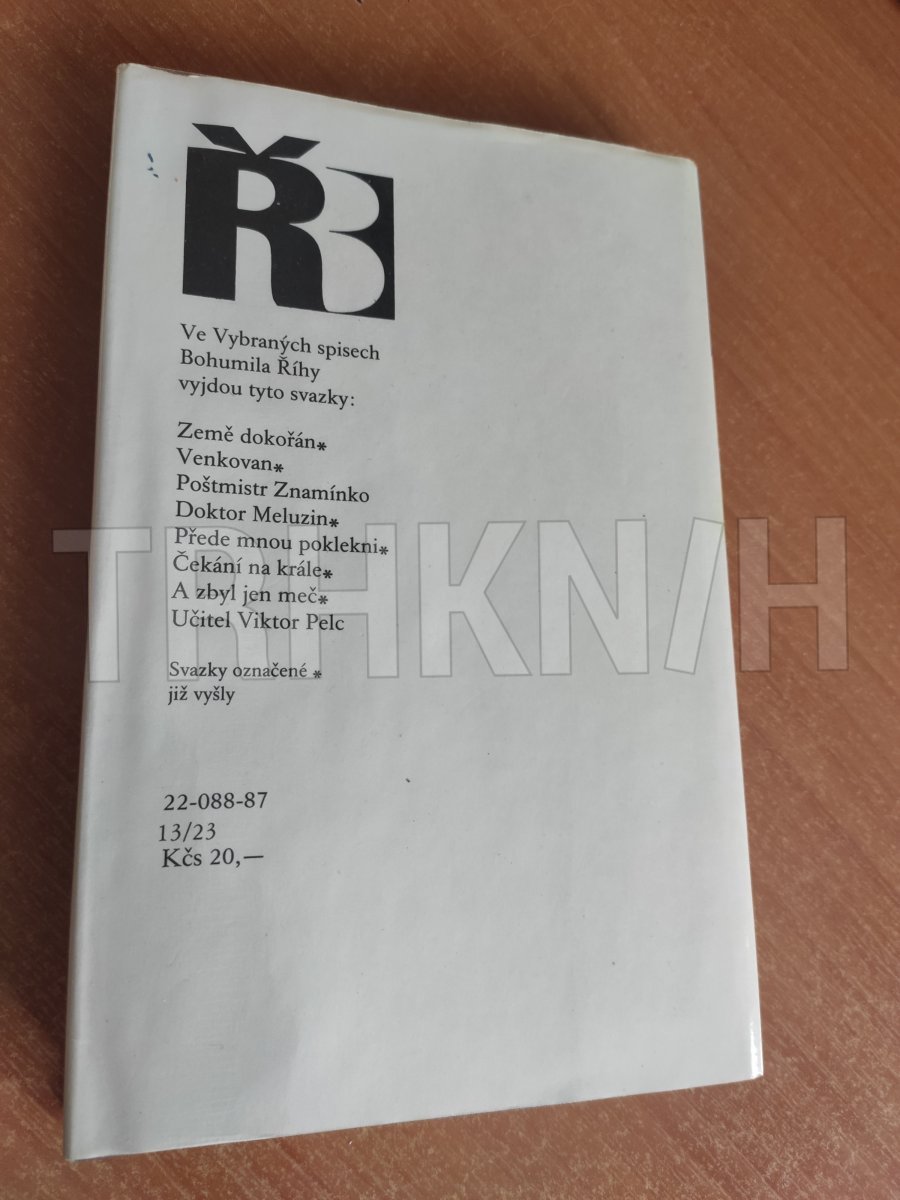 ŘB
Ve Vybraných spisech
Bohumila Říhy
vyjdou tyto svazky:
Země dokořán*
Venkovan*
Poštmistr Znamínko
Doktor Meluzin*
Přede mnou poklekni*
Čekání na krále*
A zbyl jen meč*
Učitel Viktor Pelc
Svazky označené *
již vyšly
22-088-87
13/23
Kčs 20,—
TRHKNIH